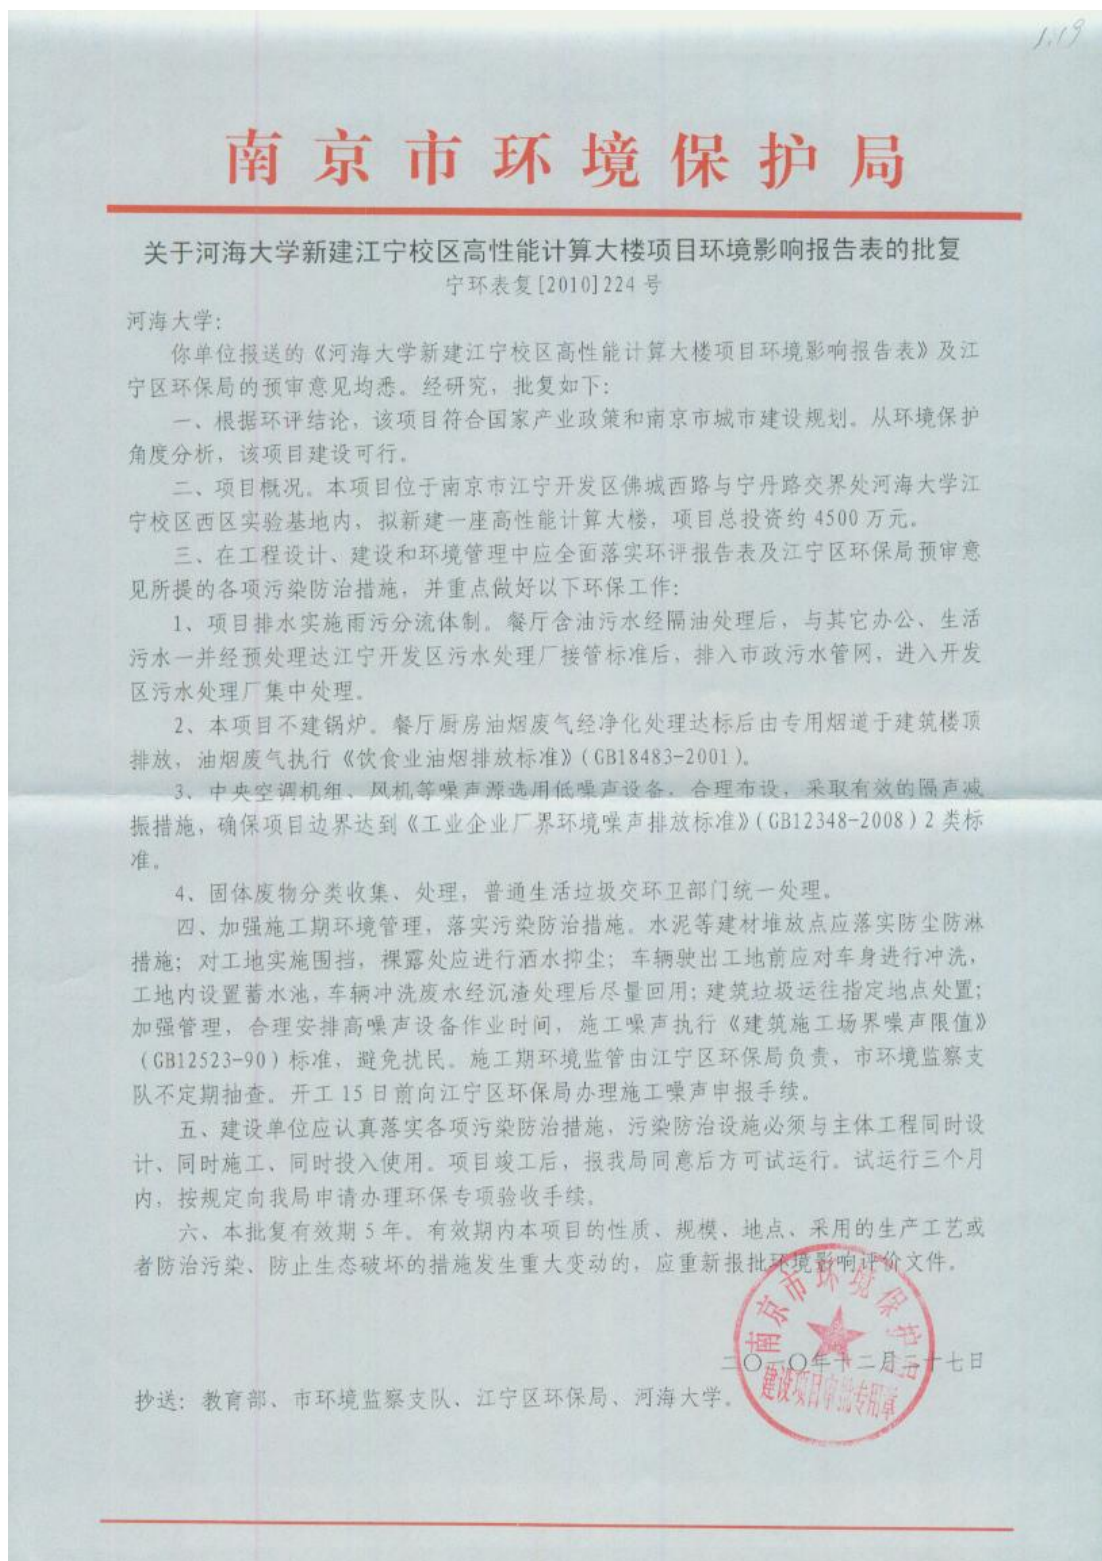 1.19
南京市环境保护局
关于河海大学新建江宁校区高性能计算大楼项目环境影响报告表的批复
宁环表复[2010]224号
河海大学：
你单位报送的《河海大学新建江宁校区高性能计算大楼项目环境影响报告表》及江
宁区环保局的预审意见均悉。经研究，批复如下：
一、根据环评结论，该项目符合国家产业政策和南京市城市建设规划。从环境保护
角度分析，该项目建设可行。
二、项目概况。本项目位于南京市江宁开发区佛城西路与宁丹路交界处河海大学江
宁校区西区实验基地内，拟新建一座高性能计算大楼，项目总投资约4500万元。
三、在工程设计、建设和环境管理中应全面落实环评报告表及江宁区环保局预审意
见所提的各项污染防治措施，并重点做好以下环保工作：
1、项目排水实施雨污分流体制。餐厅含油污水经隔油处理后，与其它办公、生活
污水一并经预处理达江宁开发区污水处理厂接管标准后，排入市政污水管网，进入开发
区污水处理厂集中处理。
2、本项目不建锅炉。餐厅厨房油烟废气经净化处理达标后由专用烟道于建筑楼顶
排放，油烟废气执行《饮食业油烟排放标准》(GB18483-2001)。
3、中央空调机组、风机等噪声源选用低噪声设备，合理布设，采取有效的隔声减
振措施，确保项目边界达到《工业企业厂界环境噪声排放标准》(GB12348-2008)2类标
准。
4、固体废物分类收集、处理，普通生活垃圾交环卫部门统一处理。
四、加强施工期环境管理，落实污染防治措施。水泥等建材堆放点应落实防尘防淋
措施；对工地实施围挡，裸露处应进行洒水抑尘；车辆驶出工地前应对车身进行冲洗，
工地内设置蓄水池，车辆冲洗废水经沉渣处理后尽量回用；建筑垃圾运往指定地点处置；
加强管理，合理安排高噪声设备作业时间，施工噪声执行《建筑施工场界噪声限值》
(GB12523-90)标准，避免扰民。施工期环境监管由江宁区环保局负责，市环境监察支
队不定期抽查。开工15日前向江宁区环保局办理施工噪声申报手续。
五、建设单位应认真落实各项污染防治措施，污染防治设施必须与主体工程同时设
计、同时施工、同时投入使用。项目竣工后，报我局同意后方可试运行。试运行三个月
内，按规定向我局申请办理环保专项验收手续。
六、本批复有效期5年。有效期内本项目的性质、规模、地点、采用的生产工艺或
者防治污染、防止生态破坏的措施发生重大变动的，应重新报批环境影响评价文件。
南京市环境保护局
二〇一〇年十二月二十七日
建设项目审批专用章
抄送：教育部、市环境监察支队、江宁区环保局、河海大学。